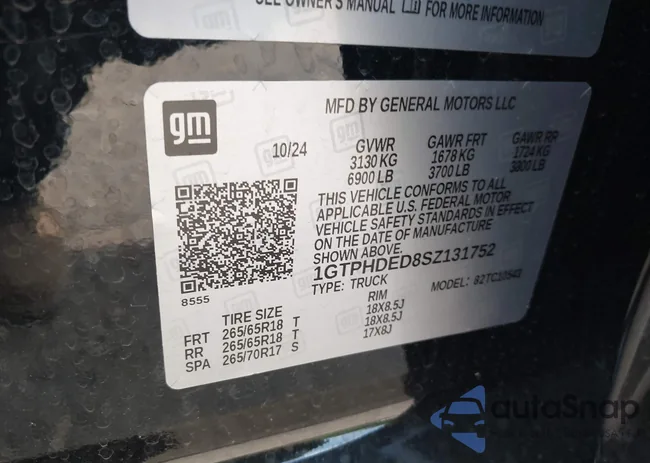 SEE OWNER'S MANUAL FOR MORE INFORMATION
gm
MFD BY GENERAL MOTORS LLC
10/24 GVWR GAWR FRT GAWR RR
3130 KG 1678 KG 1724 KG
6900 LB 3700 LB 3800 LB
THIS VEHICLE CONFORMS TO ALL
APPLICABLE U.S. FEDERAL MOTOR
VEHICLE SAFETY STANDARDS IN EFFECT
ON THE DATE OF MANUFACTURE
SHOWN ABOVE.
1GTPHDED8SZ131752
TYPE: TRUCK MODEL:
8555
TIRE SIZE RIM
FRT 265/65R18 T 18X8.5J
RR 265/65R18 T 18X8.5J
SPA 265/70R17 S 17X8J
autoSnap